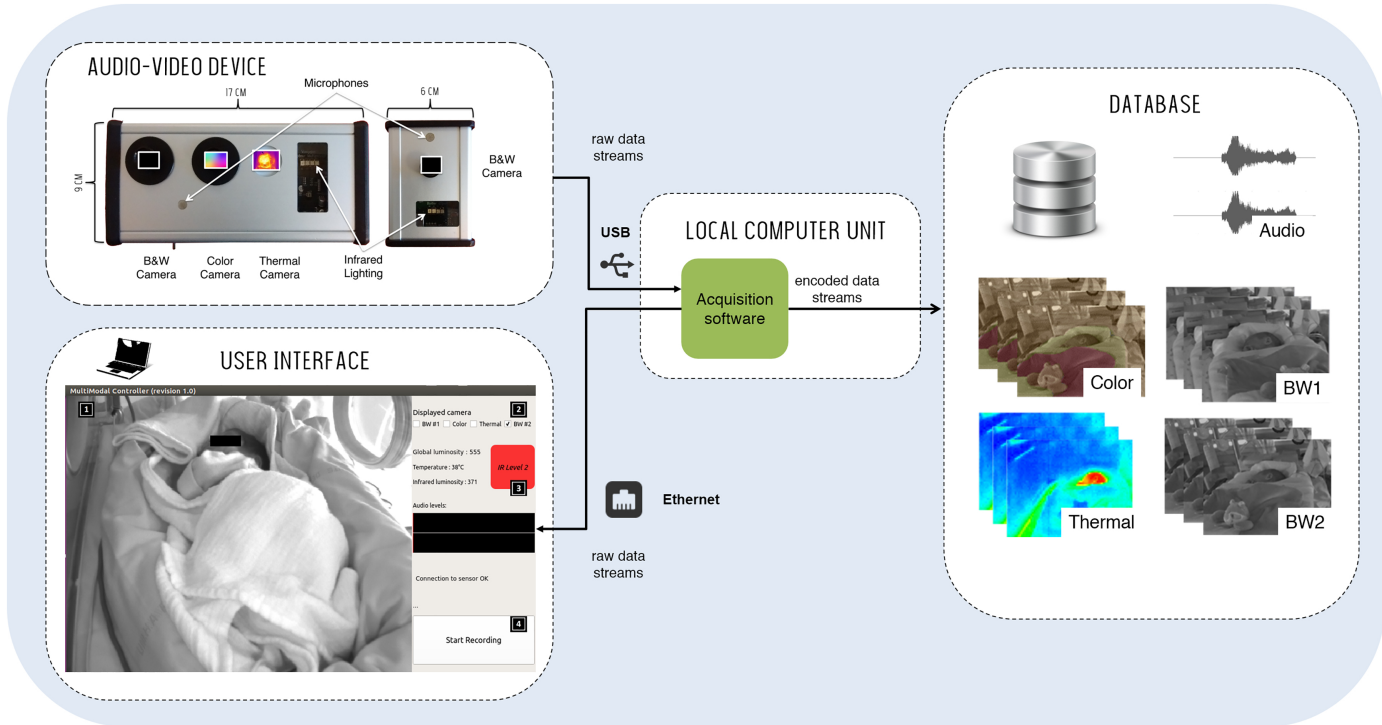 AUDIO-VIDEO DEVICE
Microphones
17 CM
6 CM
9 CM
B&W
Camera
B&W
Camera
Color
Camera
Thermal
Camera
Infrared
Lighting
raw data
streams
USB
LOCAL COMPUTER UNIT
Acquisition
software
encoded data
streams
DATABASE
Audio
Color
BW1
Thermal
BW2
USER INTERFACE
MultiModal Controller (revision 1.0)
1
Displayed camera
2
BW #1 Color Thermal BW #2
Global luminosity : 555
Temperature : 38°C
Infrared luminosity : 371
IR Level 2
3
Audio levels:
Connection to sensor OK
...
4
Start Recording
Ethernet
raw data
streams